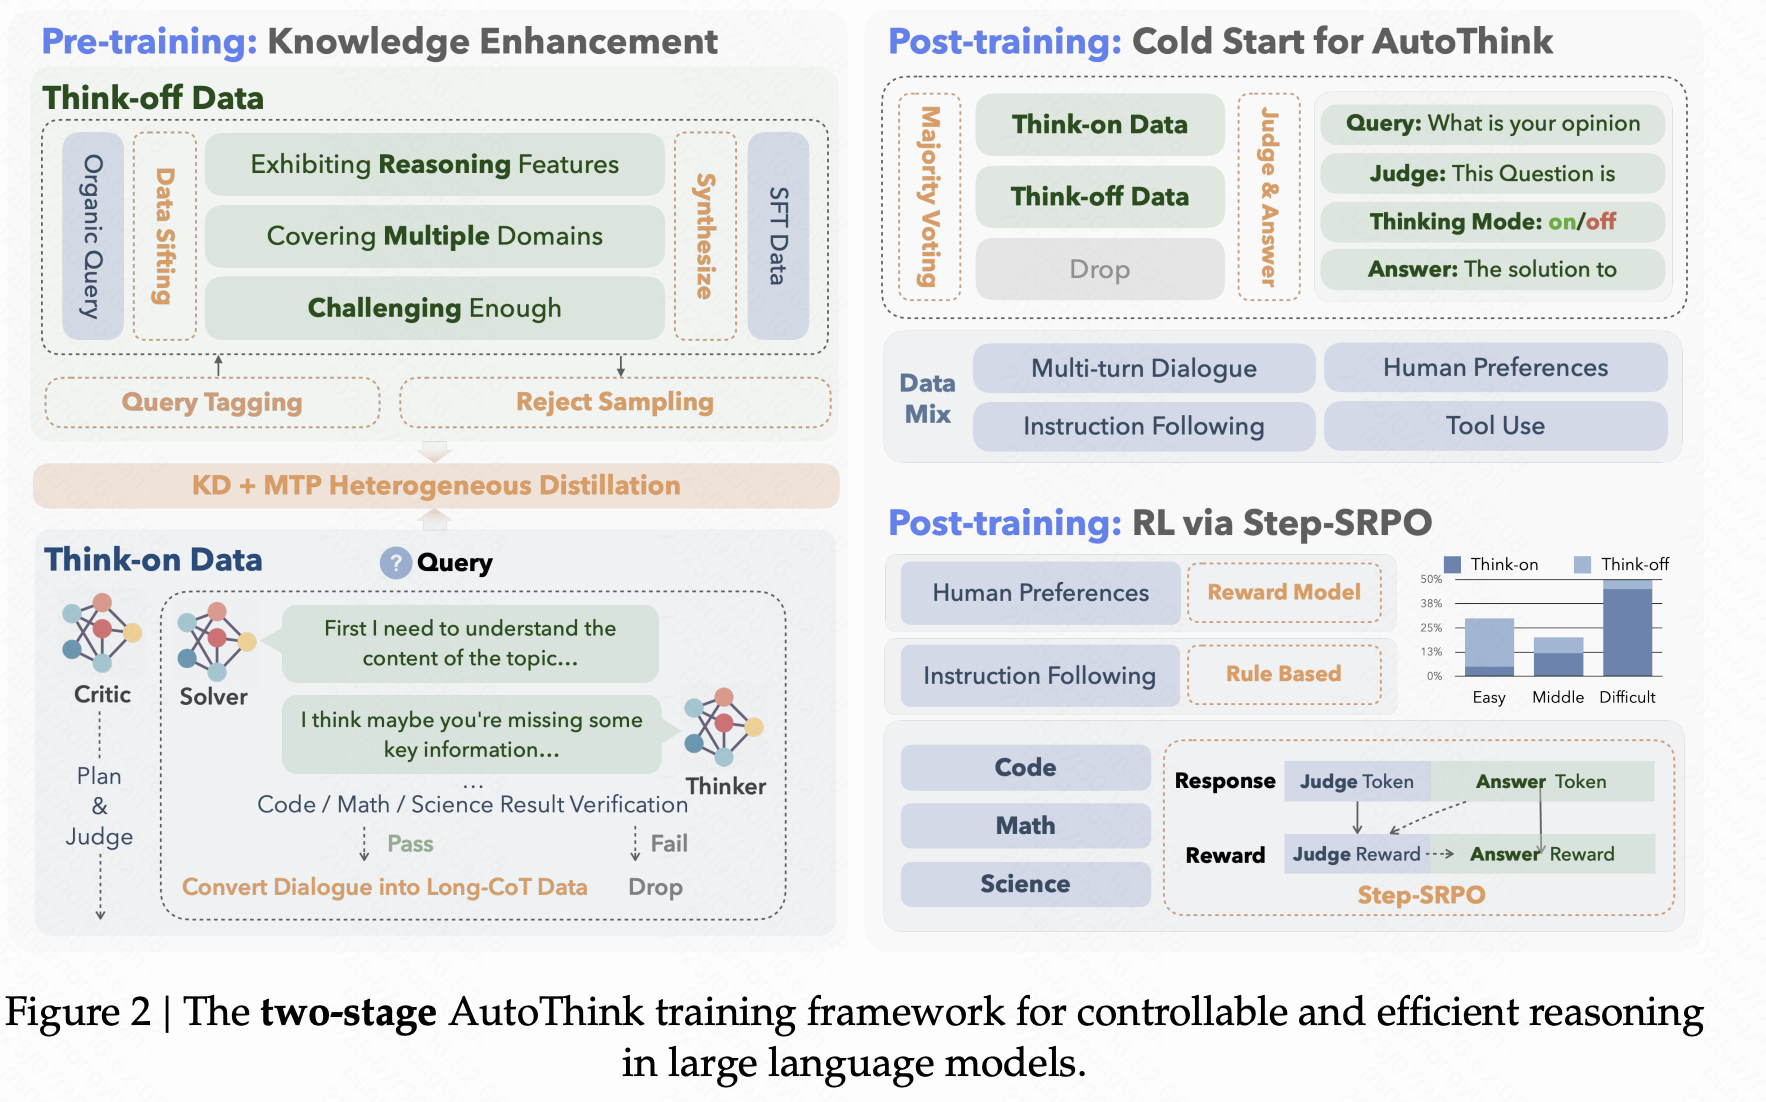 Pre-training: Knowledge Enhancement
Think-off Data
Organic Query
Data Sifting
Exhibiting Reasoning Features
Covering Multiple Domains
Challenging Enough
Synthesize
SFT Data
Query Tagging
Reject Sampling
KD + MTP Heterogeneous Distillation
Think-on Data
? Query
Critic
Plan
&
Judge
Solver
First I need to understand the
content of the topic...
I think maybe you're missing some
key information...
Thinker
...
Code / Math / Science Result Verification
Pass
Fail
Convert Dialogue into Long-CoT Data
Drop
Post-training: Cold Start for AutoThink
Majority Voting
Think-on Data
Think-off Data
Drop
Judge & Answer
Query: What is your opinion
Judge: This Question is
Thinking Mode: on/off
Answer: The solution to
Data
Mix
Multi-turn Dialogue
Human Preferences
Instruction Following
Tool Use
Post-training: RL via Step-SRPO
Human Preferences
Reward Model
Instruction Following
Rule Based
Think-on
Think-off
50%
38%
25%
13%
0%
Easy
Middle
Difficult
Code
Math
Science
Response
Judge Token
Answer Token
Reward
Judge Reward
Answer Reward
Step-SRPO
Figure 2 | The two-stage AutoThink training framework for controllable and efficient reasoning
in large language models.